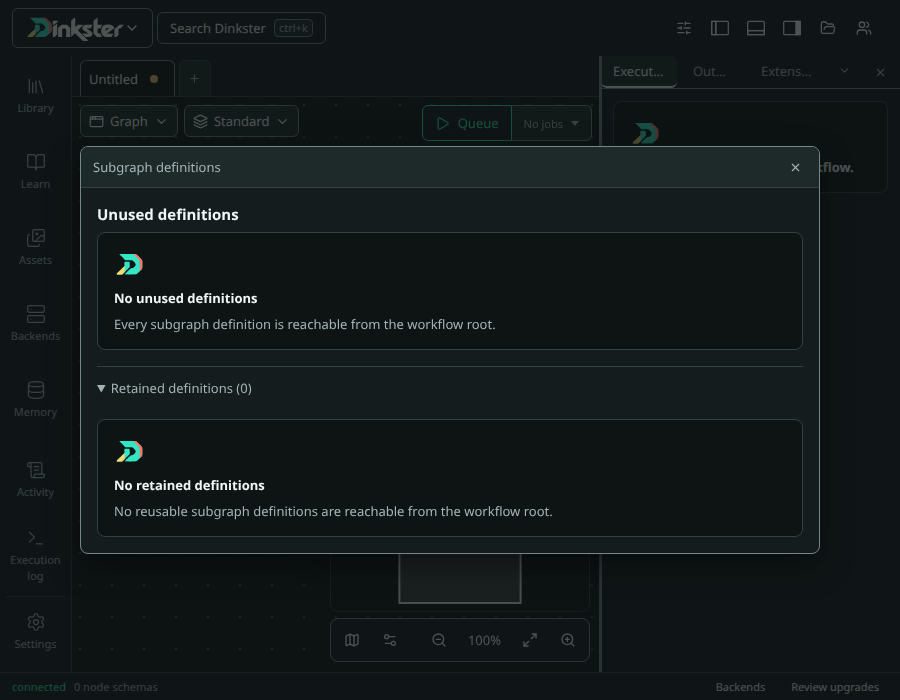 Dinkster
Search Dinkster ctrl+k
Untitled
+
Execut...
Out...
Extens...
Library
Learn
Assets
Backends
Memory
Activity
Execution
log
Settings
Graph
Standard
Queue
No jobs
kflow.
Subgraph definitions
Unused definitions
No unused definitions
Every subgraph definition is reachable from the workflow root.
Retained definitions (0)
No retained definitions
No reusable subgraph definitions are reachable from the workflow root.
100%
connected 0 node schemas
Backends
Review upgrades